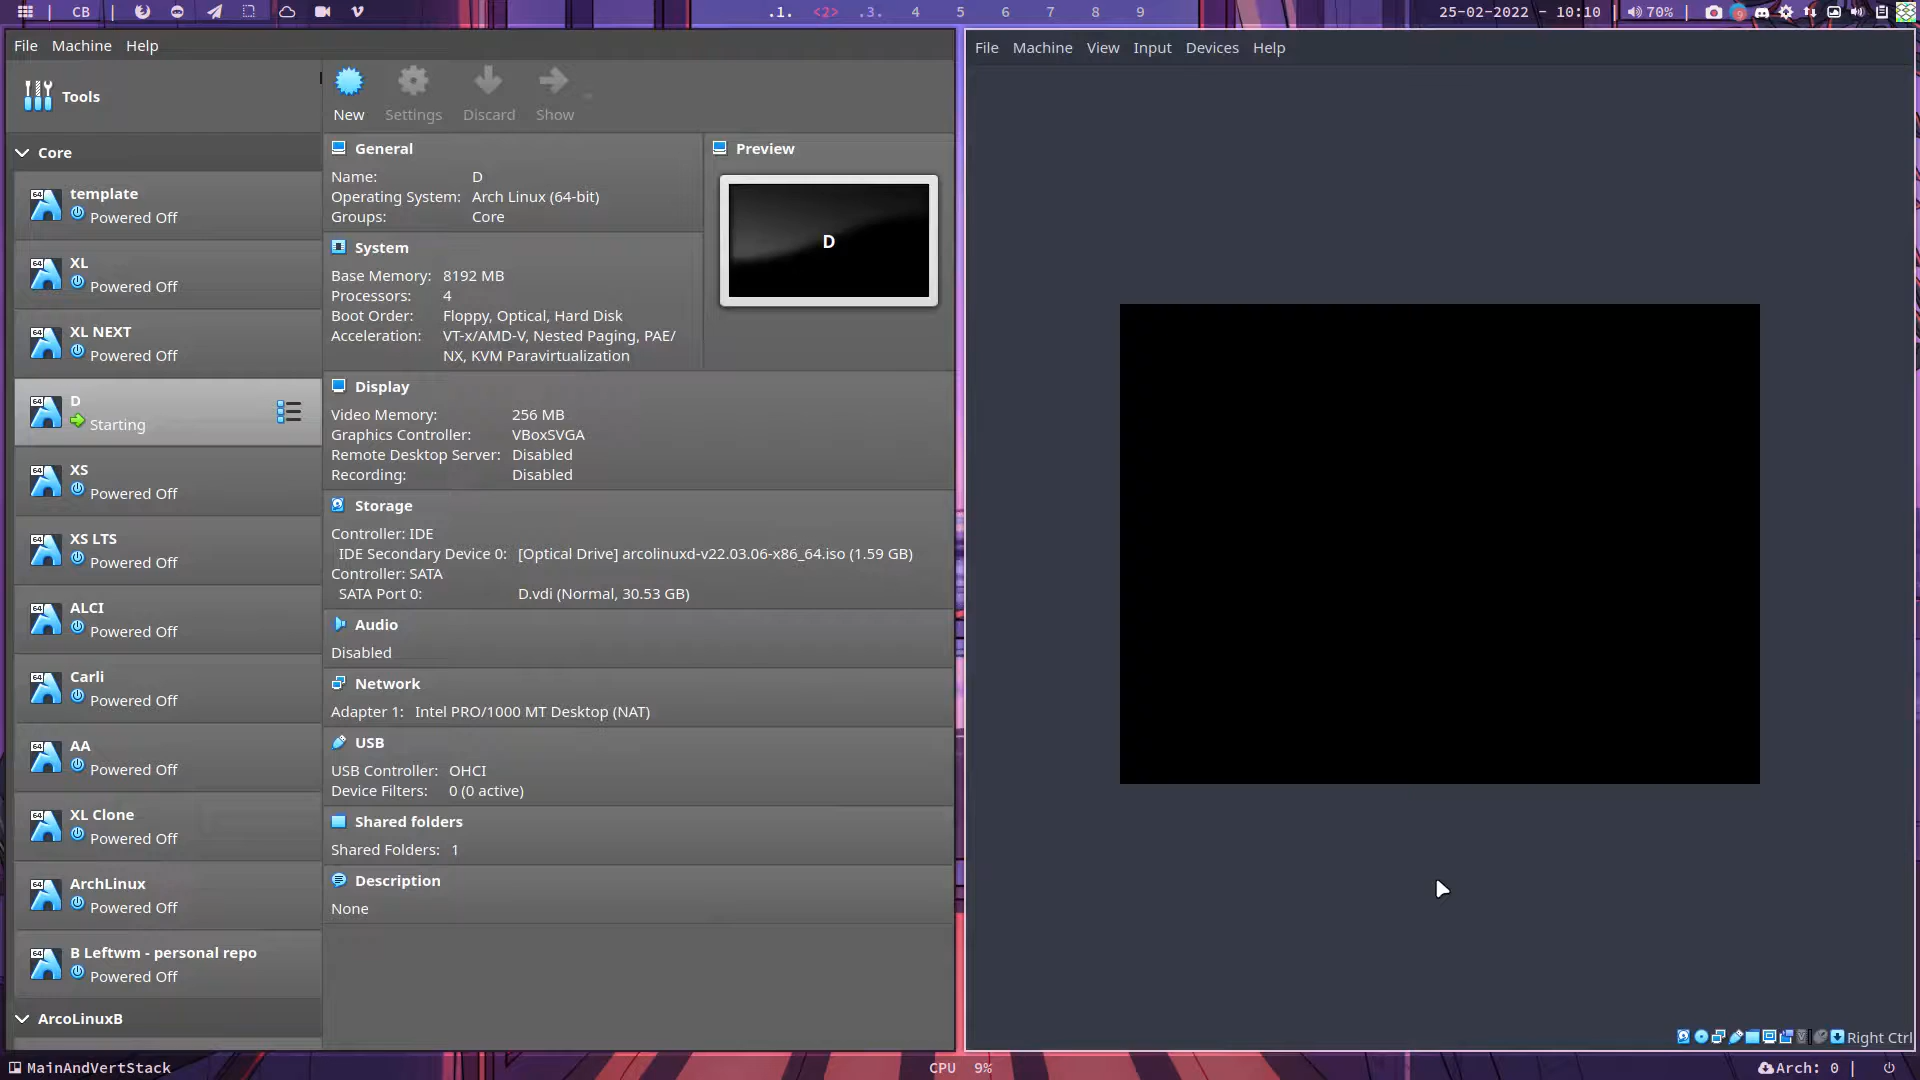 CB
.1. <2> .3. 4 5 6 7 8 9
25-02-2022 - 10:10 | 70% |
File Machine Help
Tools
New Settings Discard Show
Core
template
Powered Off
XL
Powered Off
XL NEXT
Powered Off
D
Starting
XS
Powered Off
XS LTS
Powered Off
ALCI
Powered Off
Carli
Powered Off
AA
Powered Off
XL Clone
Powered Off
ArchLinux
Powered Off
B Leftwm - personal repo
Powered Off
ArcoLinuxB
General
Name: D
Operating System: Arch Linux (64-bit)
Groups: Core
System
Base Memory: 8192 MB
Processors: 4
Boot Order: Floppy, Optical, Hard Disk
Acceleration: VT-x/AMD-V, Nested Paging, PAE/
NX, KVM Paravirtualization
Preview
D
Display
Video Memory: 256 MB
Graphics Controller: VBoxSVGA
Remote Desktop Server: Disabled
Recording: Disabled
Storage
Controller: IDE
IDE Secondary Device 0: [Optical Drive] arcolinuxd-v22.03.06-x86_64.iso (1.59 GB)
Controller: SATA
SATA Port 0: D.vdi (Normal, 30.53 GB)
Audio
Disabled
Network
Adapter 1: Intel PRO/1000 MT Desktop (NAT)
USB
USB Controller: OHCI
Device Filters: 0 (0 active)
Shared folders
Shared Folders: 1
Description
None
File Machine View Input Devices Help
Right Ctrl
MainAndVertStack
CPU 9%
Arch: 0 |